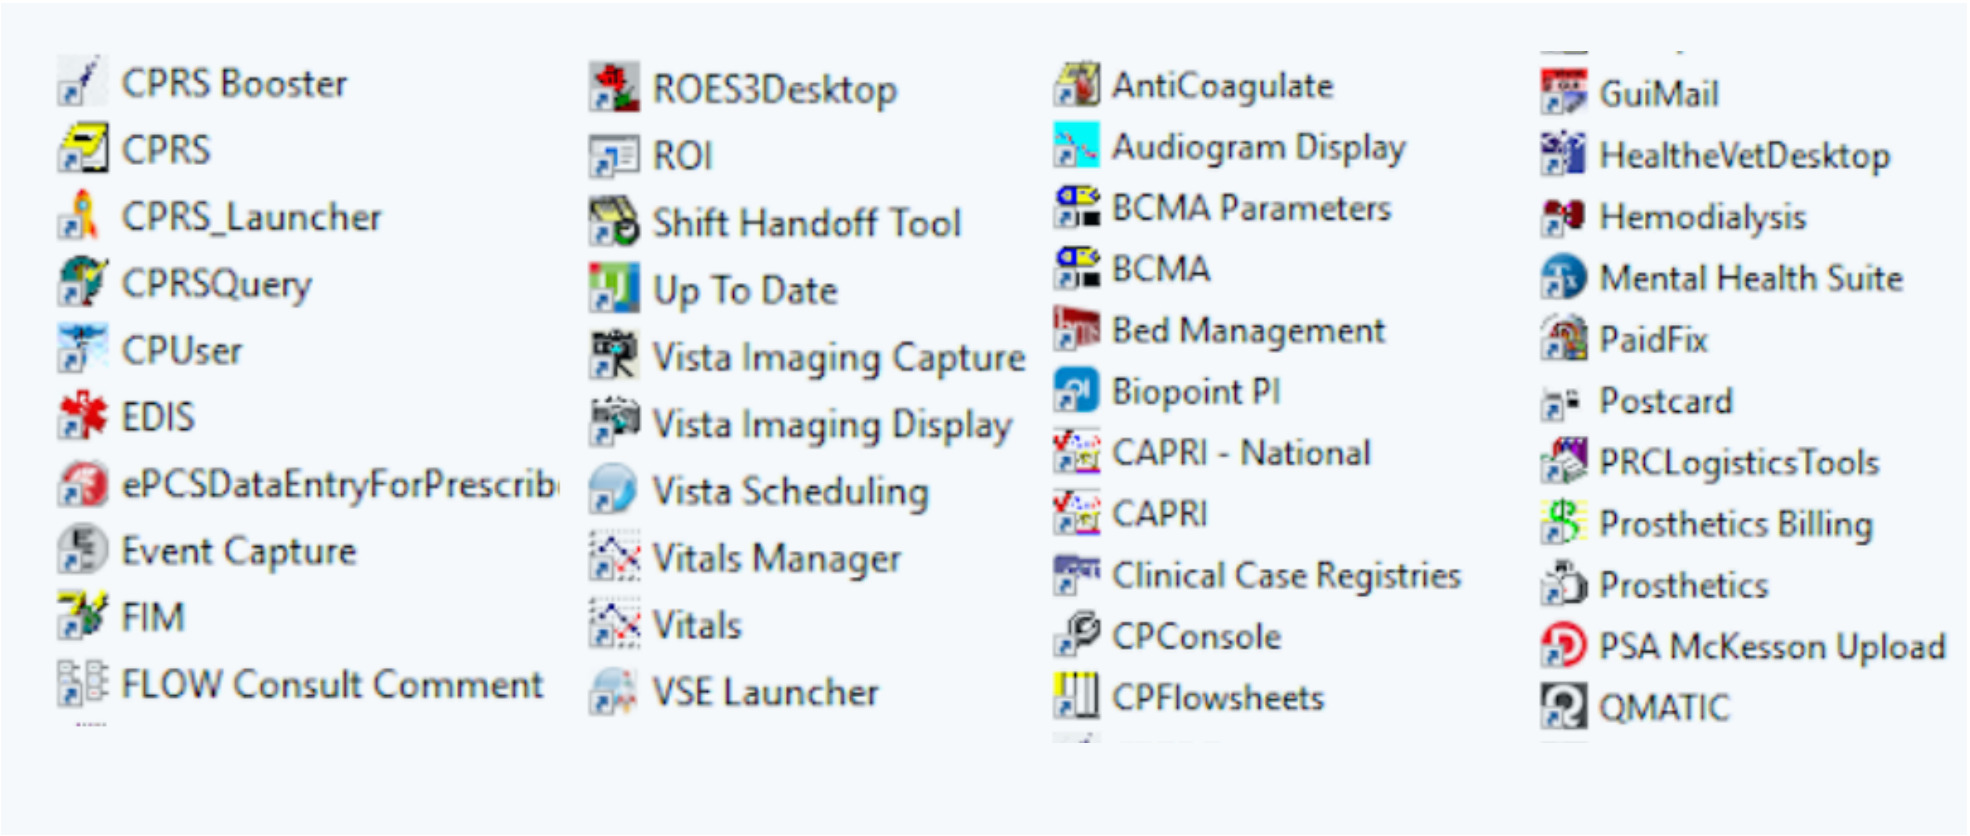 CPRS Booster
CPRS
CPRS_Launcher
CPRSQuery
CPUser
EDIS
ePCSDataEntryForPrescrib
Event Capture
FIM
FLOW Consult Comment
ROES3Desktop
ROI
Shift Handoff Tool
Up To Date
Vista Imaging Capture
Vista Imaging Display
Vista Scheduling
Vitals Manager
Vitals
VSE Launcher
AntiCoagulate
Audiogram Display
BCMA Parameters
BCMA
Bed Management
Biopoint PI
CAPRI - National
CAPRI
Clinical Case Registries
CPConsole
CPFlowsheets
GuiMail
HealtheVetDesktop
Hemodialysis
Mental Health Suite
PaidFix
Postcard
PRCLogisticsTools
Prosthetics Billing
Prosthetics
PSA McKesson Upload
QMATIC